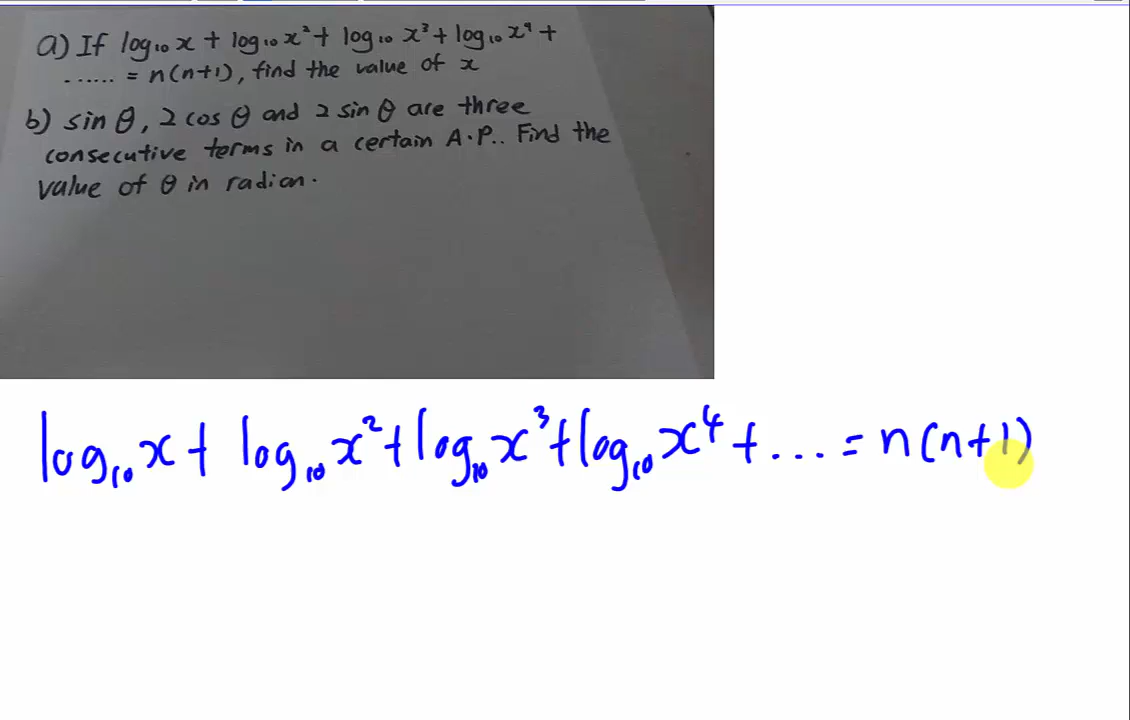 a) If log₁₀ x + log₁₀ x² + log₁₀ x³ + log₁₀ x⁴ +
...... = n(n+1), find the value of x
b) sin θ, 2 cos θ and 2 sin θ are three
consecutive terms in a certain A.P.. Find the
value of θ in radian.
log₁₀ x + log₁₀ x² + log₁₀ x³ + log₁₀ x⁴ + ... = n(n+1)